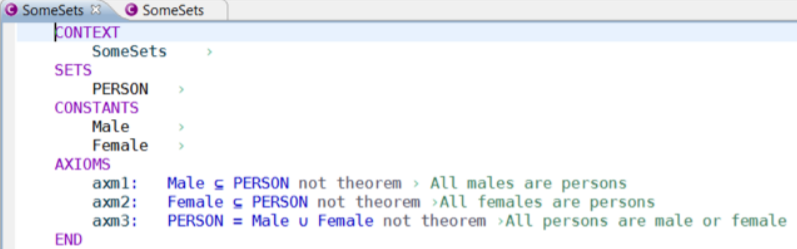 SomeSets SomeSets
CONTEXT
SomeSets ›
SETS
PERSON ›
CONSTANTS
Male ›
Female ›
AXIOMS
axm1: Male ⊆ PERSON not theorem › All males are persons
axm2: Female ⊆ PERSON not theorem ›All females are persons
axm3: PERSON = Male ∪ Female not theorem ›All persons are male or female
END